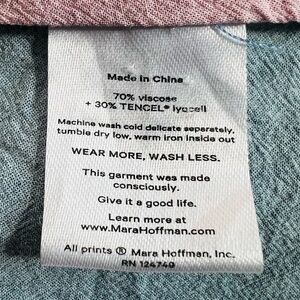 Made in China
70% viscose
+ 30% TENCEL® lyocell
Machine wash cold delicate separately,
tumble dry low, warm iron inside out
WEAR MORE, WASH LESS.
This garment was made
consciously.
Give it a good life.
Learn more at
www.MaraHoffman.com
All prints ® Mara Hoffman, Inc.
RN 124740